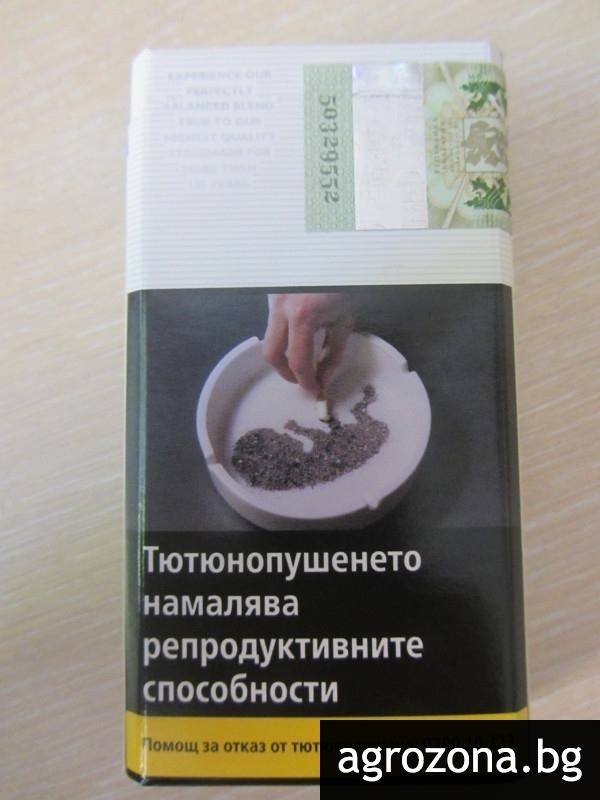 EXPERIENCE OUR
PERFECTLY
BALANCED BLEND
TRUE TO OUR
HIGHEST QUALITY
STANDARDS FOR
MORE THAN
50329552
Тютюнопушенето
намалява
репродуктивните
способности
Помощ за отказ от
agrozona.bg